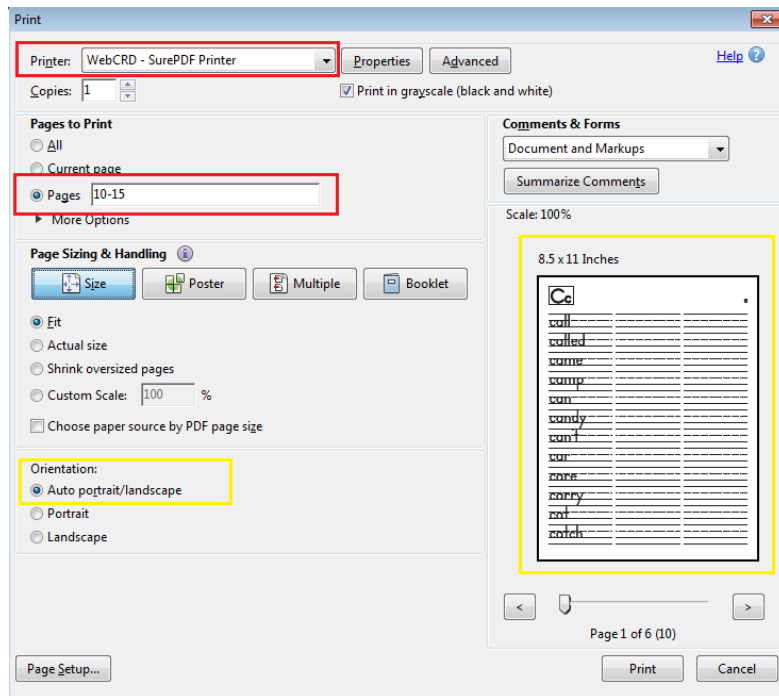 Print
Printer: WebCRD - SurePDF Printer Properties Advanced Help
Copies: 1 Print in grayscale (black and white)
Pages to Print
All
Current page
Pages 10-15
More Options
Page Sizing & Handling
Size Poster Multiple Booklet
Fit
Actual size
Shrink oversized pages
Custom Scale: 100 %
Choose paper source by PDF page size
Orientation:
Auto portrait/landscape
Portrait
Landscape
Comments & Forms
Document and Markups
Summarize Comments
Scale: 100%
8.5 x 11 Inches
Cc
call
called
came
camp
can
candy
can't
car
care
carry
cat
catch
< >
Page 1 of 6 (10)
Page Setup... Print Cancel